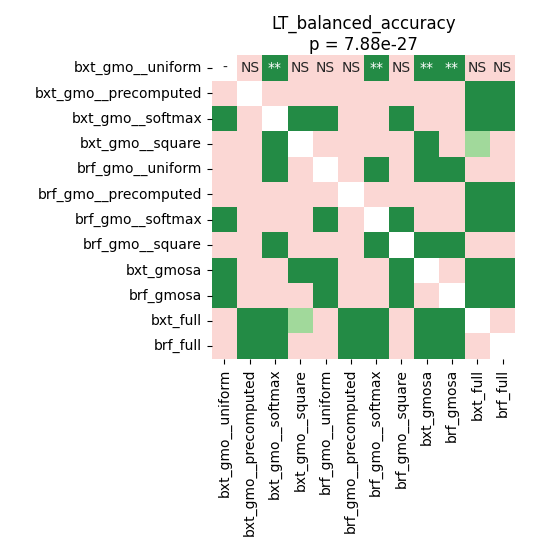 LT_balanced_accuracy
p = 7.88e-27
bxt_gmo__uniform - NS ** NS NS NS ** NS ** ** NS NS
bxt_gmo__precomputed
bxt_gmo__softmax
bxt_gmo__square
brf_gmo__uniform
brf_gmo__precomputed
brf_gmo__softmax
brf_gmo__square
bxt_gmosa
brf_gmosa
bxt_full
brf_full
bxt_gmo__uniform
bxt_gmo__precomputed
bxt_gmo__softmax
bxt_gmo__square
brf_gmo__uniform
brf_gmo__precomputed
brf_gmo__softmax
brf_gmo__square
bxt_gmosa
brf_gmosa
bxt_full
brf_full